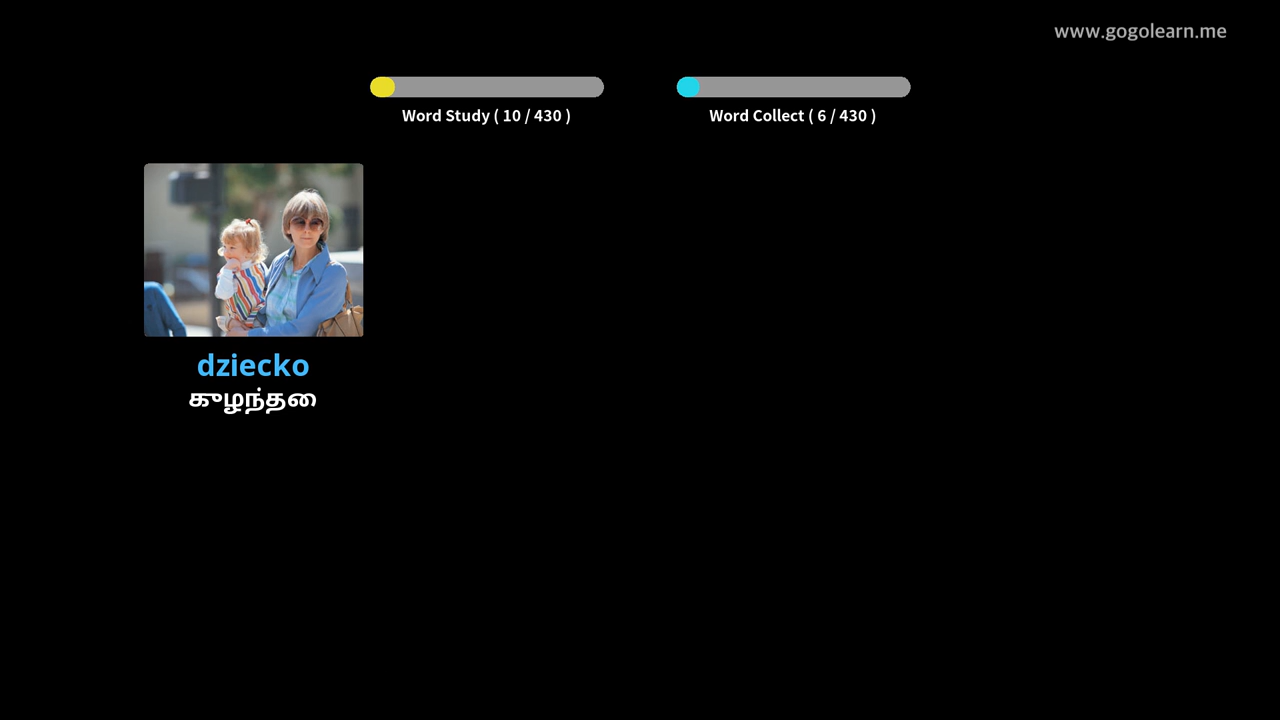 www.gogolearn.me
Word Study ( 10 / 430 )
Word Collect ( 6 / 430 )
dziecko
குழந்தை